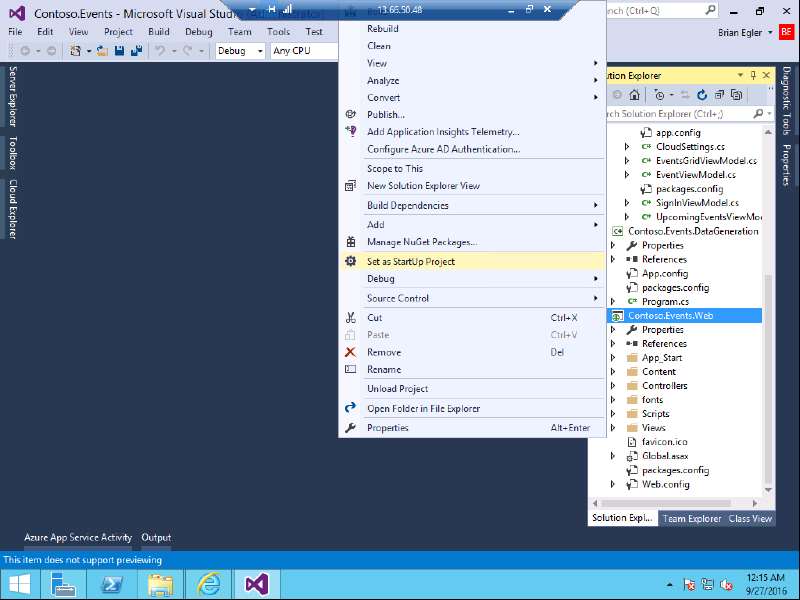 Contoso.Events - Microsoft Visual Studio
13.66.50.48
rch (Ctrl+Q)
File Edit View Project Build Debug Team Tools Test
Brian Egler
BE
Debug
Any CPU
Server Explorer
Toolbox
Cloud Explorer
Rebuild
Clean
View
Analyze
Convert
Publish...
Add Application Insights Telemetry...
Configure Azure AD Authentication...
Scope to This
New Solution Explorer View
Build Dependencies
Add
Manage NuGet Packages...
Set as StartUp Project
Debug
Source Control
Cut Ctrl+X
Paste Ctrl+V
Remove Del
Rename
Unload Project
Open Folder in File Explorer
Properties Alt+Enter
ution Explorer
rch Solution Explorer (Ctrl+;)
app.config
CloudSettings.cs
EventsGridViewModel.cs
EventViewModel.cs
packages.config
SignInViewModel.cs
UpcomingEventsViewMo
Contoso.Events.DataGeneration
Properties
References
App.config
packages.config
Program.cs
Contoso.Events.Web
Properties
References
App_Start
Content
Controllers
fonts
Scripts
Views
favicon.ico
Global.asax
packages.config
Web.config
Solution Expl... Team Explorer Class View
Diagnostic Tools
Properties
Azure App Service Activity Output
This item does not support previewing
12:15 AM
9/27/2016